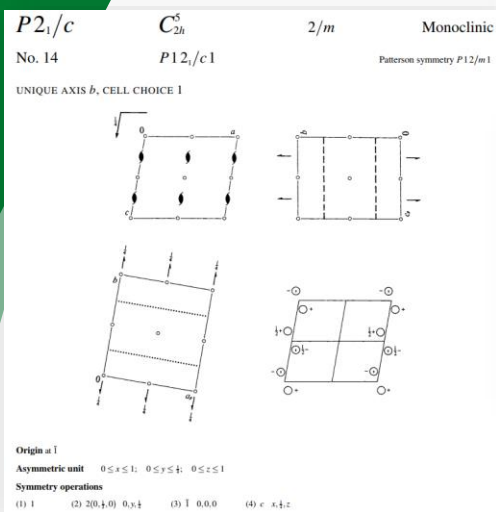 P2₁/c C⁵₂ₕ 2/m Monoclinic
No. 14 P12₁/c1 Patterson symmetry P12/m1
UNIQUE AXIS b, CELL CHOICE 1
0 a
c
b
0
Origin at 1̄
Asymmetric unit 0≤x≤1; 0≤y≤¼; 0≤z≤1
Symmetry operations
(1) 1 (2) 2(0,½,0) 0,y,¼ (3) 1̄ 0,0,0 (4) c x,¼,z